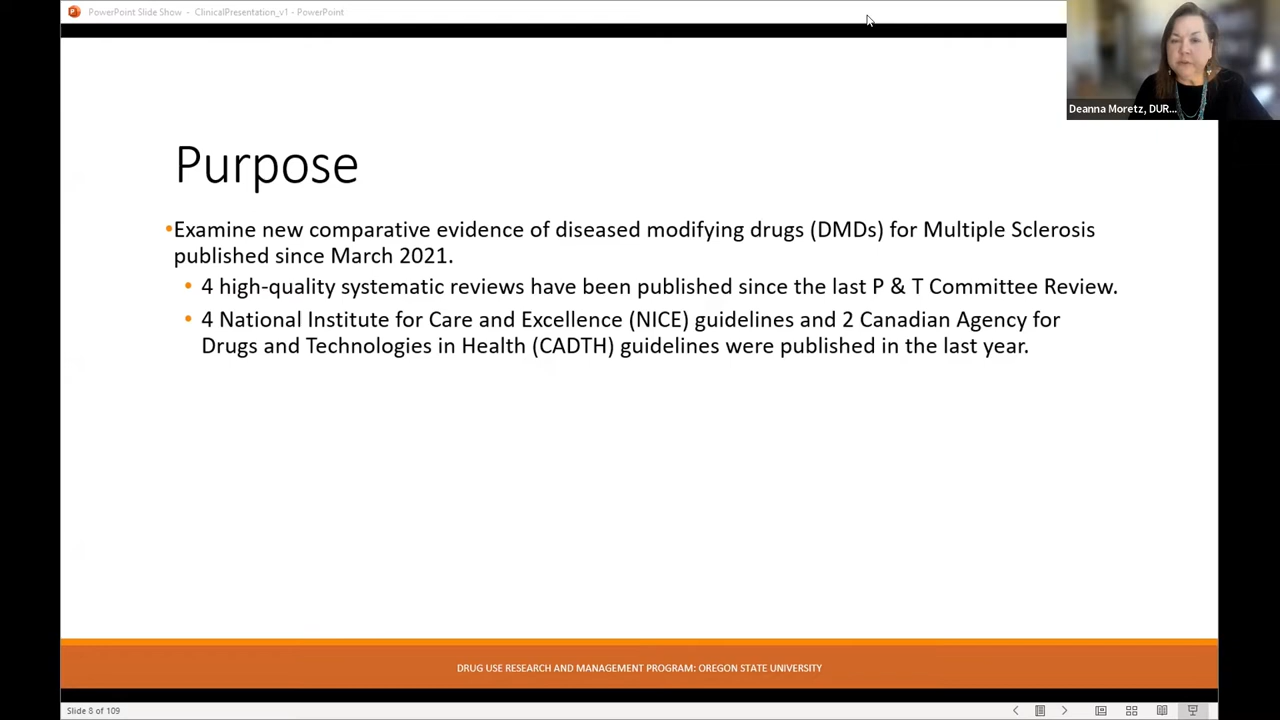 PowerPoint Slide Show - ClinicalPresentation_v1 - PowerPoint
Deanna Moretz, DUR...
Purpose
•Examine new comparative evidence of diseased modifying drugs (DMDs) for Multiple Sclerosis
published since March 2021.
• 4 high-quality systematic reviews have been published since the last P & T Committee Review.
• 4 National Institute for Care and Excellence (NICE) guidelines and 2 Canadian Agency for
Drugs and Technologies in Health (CADTH) guidelines were published in the last year.
DRUG USE RESEARCH AND MANAGEMENT PROGRAM: OREGON STATE UNIVERSITY
Slide 8 of 109